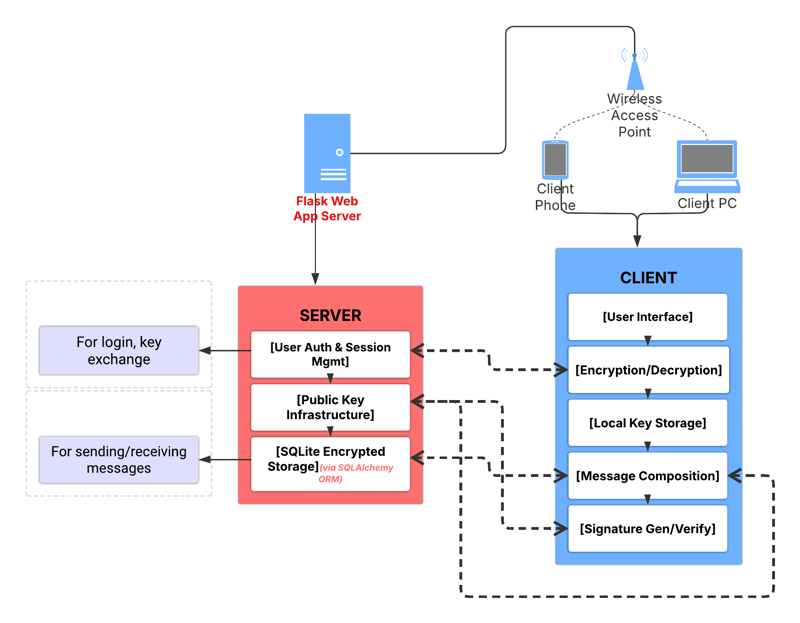 Wireless
Access
Point
Client
Phone
Client PC
Flask Web
App Server
SERVER
[User Auth & Session
Mgmt]
[Public Key
Infrastructure]
[SQLite Encrypted
Storage](via SQLAlchemy
ORM)
For login, key
exchange
For sending/receiving
messages
CLIENT
[User Interface]
[Encryption/Decryption]
[Local Key Storage]
[Message Composition]
[Signature Gen/Verify]